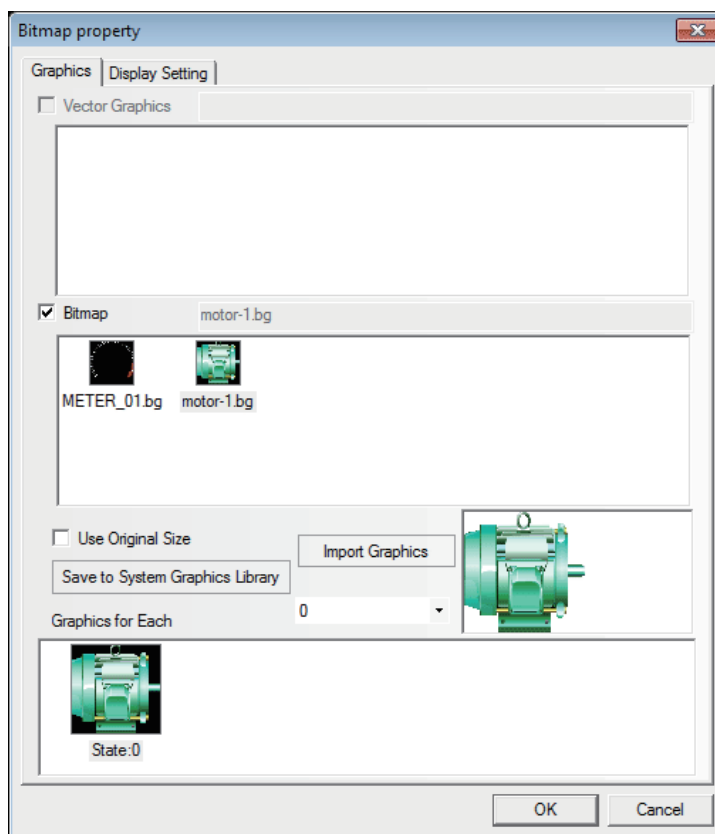 Bitmap property
Graphics
Display Setting
Vector Graphics
Bitmap
motor-1.bg
METER_01.bg
motor-1.bg
Use Original Size
Import Graphics
Save to System Graphics Library
Graphics for Each
0
State:0
OK
Cancel